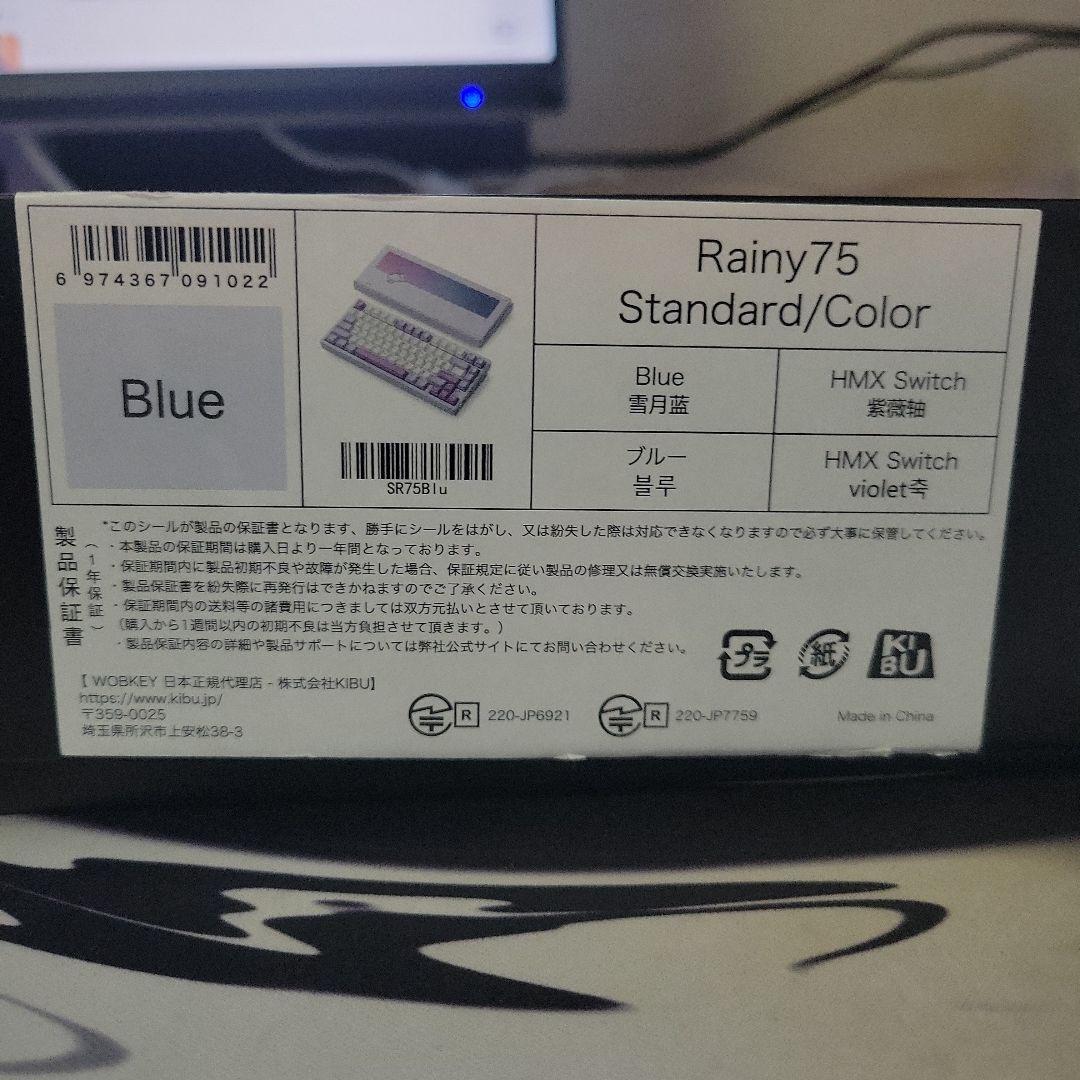 6 974367 091022
Blue
SR75Blu
Rainy75
Standard/Color
Blue
雪月蓝
HMX Switch
紫薇轴
ブルー
블루
HMX Switch
violet축
製品保証書
(1年保証)
*このシールが製品の保証書となります、勝手にシールをはがし、又は紛失した際は対応できなくなりますので必ず大事に保管してください。
・本製品の保証期間は購入日より一年間となっております。
・保証期間内に製品初期不良や故障が発生した場合、保証規定に従い製品の修理又は無償交換実施いたします。
・製品保証書を紛失際に再発行はできかねますのでご了承ください。
・保証期間内の送料等の諸費用につきましては双方元払いとさせて頂いております。
(購入から1週間以内の初期不良は当方負担させて頂きます。)
・製品保証内容の詳細や製品サポートについては弊社公式サイトにてお問い合わせください。
プラ
紙
KIBU
【 WOBKEY 日本正規代理店 - 株式会社KIBU】
https://www.kibu.jp/
〒359-0025
埼玉県所沢市上安松38-3
R 220-JP6921
R 220-JP7759
Made in China